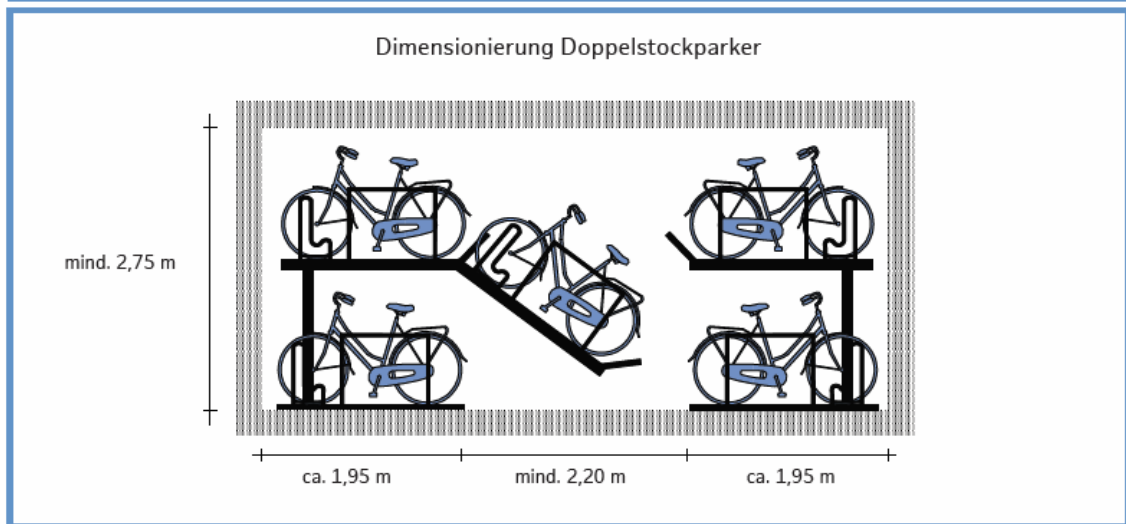 Dimensionierung Doppelstockparker
mind. 2,75 m
ca. 1,95 m
mind. 2,20 m
ca. 1,95 m